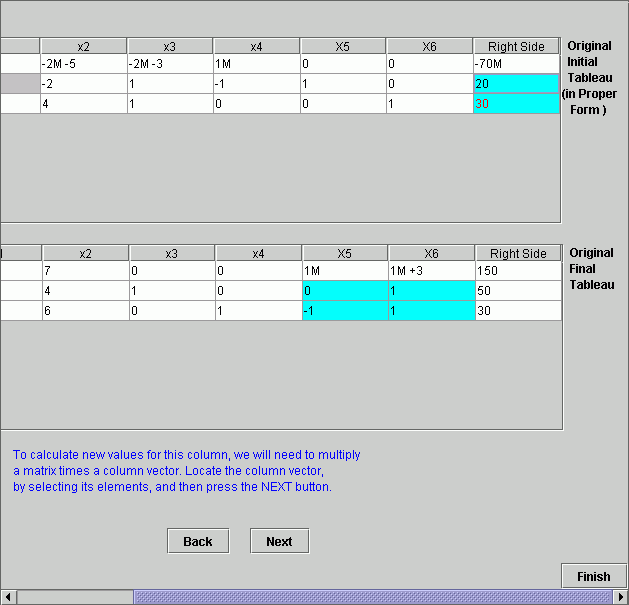 x2 x3 x4 X5 X6 Right Side
-2M -5 -2M -3 1M 0 0 -70M
-2 1 -1 1 0 20
4 1 0 0 1 30
Original
Initial
Tableau
(in Proper
Form )
x2 x3 x4 X5 X6 Right Side
7 0 0 1M 1M +3 150
4 1 0 0 1 50
6 0 1 -1 1 30
Original
Final
Tableau
To calculate new values for this column, we will need to multiply
a matrix times a column vector. Locate the column vector,
by selecting its elements, and then press the NEXT button.
Back Next
Finish